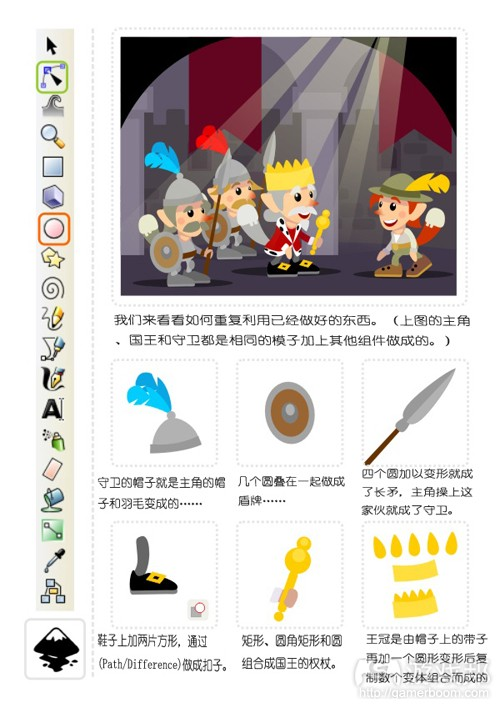 我们来看看如何重复利用已经做好的东西。（上图的主角
、国王和守卫都是相同的模子加上其他组件做成的。）
守卫的帽子就是主角的帽
子和羽毛变成的……
几个圆叠在一起做成
盾牌……
四个圆加以变形就成
了长矛，主角操上这
家伙就成了守卫。
鞋子上加两片方形，通过
(Path/Difference)做成扣子。
矩形、圆角矩形和圆
组合成国王的权杖。
王冠是由帽子上的带子
再加一个圆形变形后复
制数个变体组合而成的
http://damerboom.com/